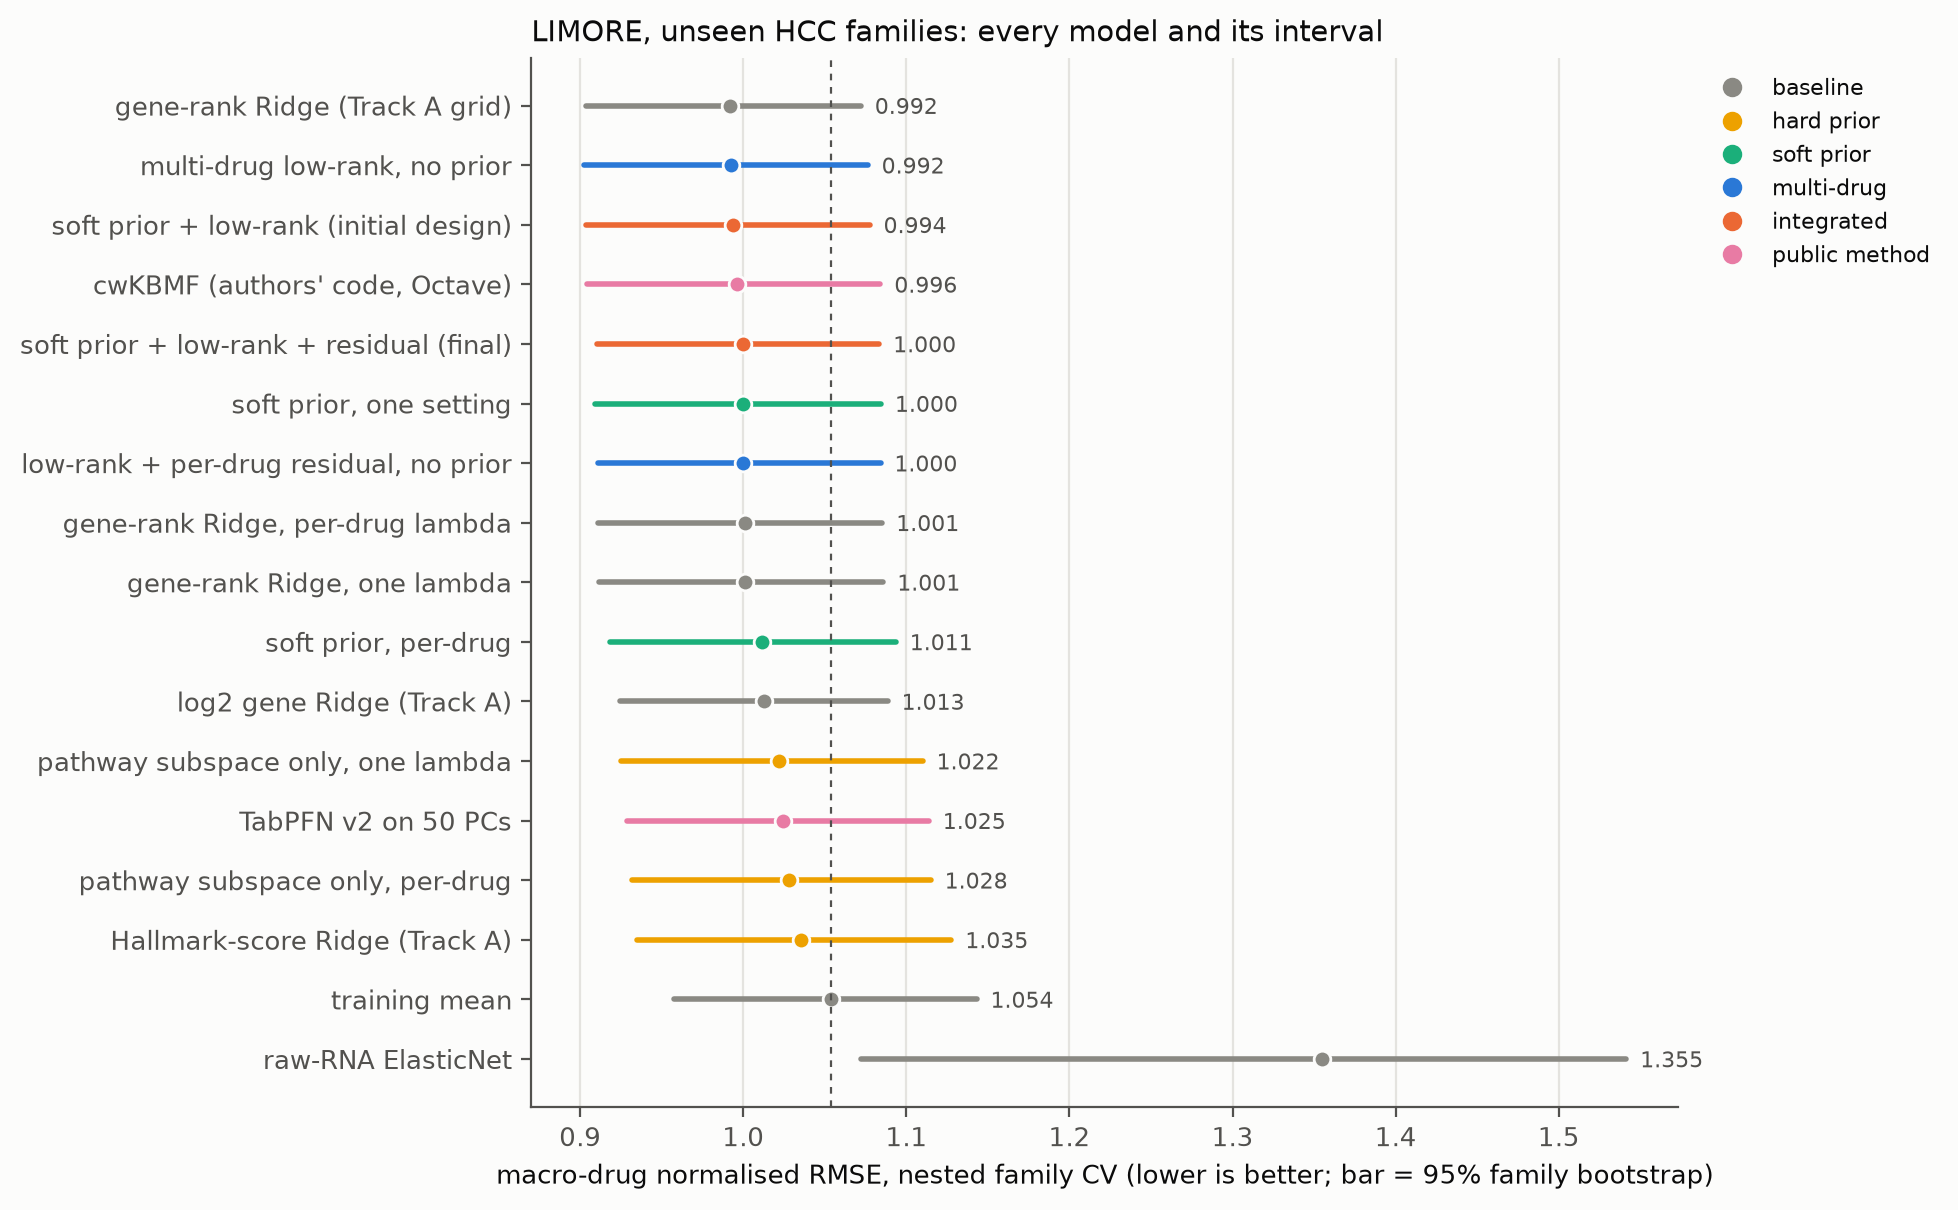 LIMORE, unseen HCC families: every model and its interval
gene-rank Ridge (Track A grid) 0.992
multi-drug low-rank, no prior 0.992
soft prior + low-rank (initial design) 0.994
cwKBMF (authors' code, Octave) 0.996
soft prior + low-rank + residual (final) 1.000
soft prior, one setting 1.000
low-rank + per-drug residual, no prior 1.000
gene-rank Ridge, per-drug lambda 1.001
gene-rank Ridge, one lambda 1.001
soft prior, per-drug 1.011
log2 gene Ridge (Track A) 1.013
pathway subspace only, one lambda 1.022
TabPFN v2 on 50 PCs 1.025
pathway subspace only, per-drug 1.028
Hallmark-score Ridge (Track A) 1.035
training mean 1.054
raw-RNA ElasticNet 1.355
0.9 1.0 1.1 1.2 1.3 1.4 1.5
macro-drug normalised RMSE, nested family CV (lower is better; bar = 95% family bootstrap)
baseline
hard prior
soft prior
multi-drug
integrated
public method